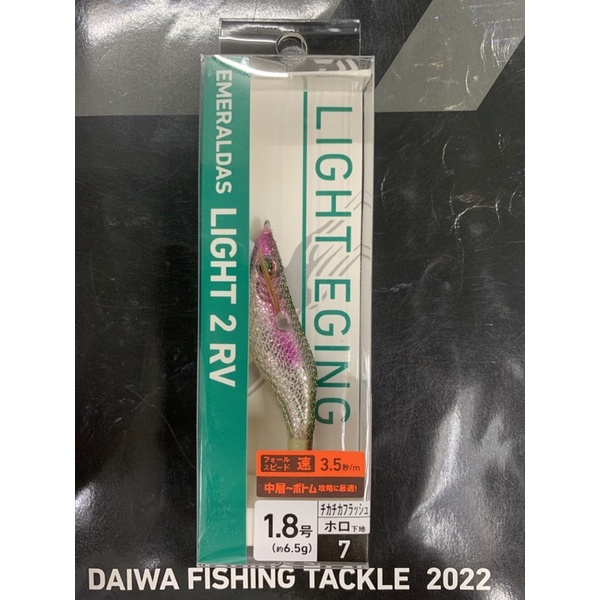 EMERALDAS LIGHT 2 RV
LIGHT EGING
フォール
スピード
速
3.5秒/m
中層～ボトム攻略に最適!
1.8号
(約6.5g)
チカチカフラッシュ
ホロ下地
7
DAIWA FISHING TACKLE 2022